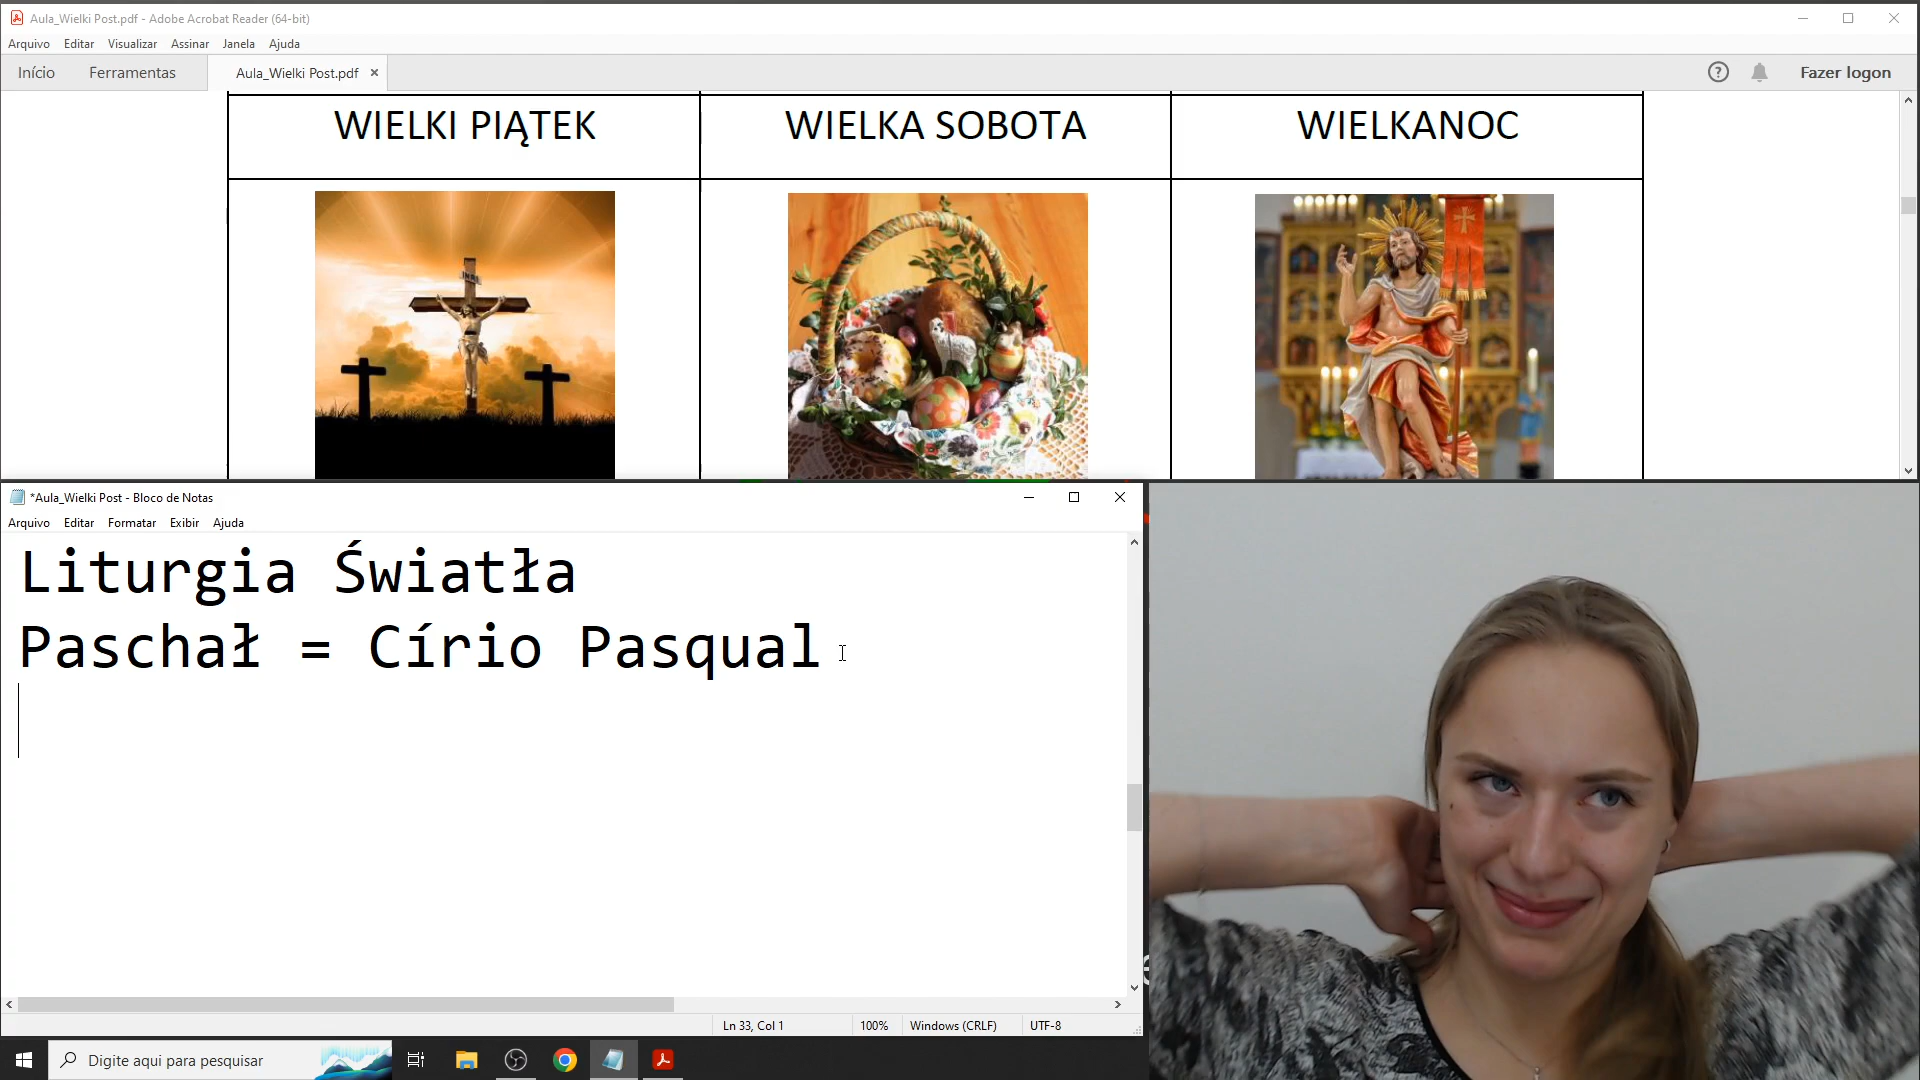 Aula_Wielki Post.pdf - Adobe Acrobat Reader (64-bit)
Arquivo Editar Visualizar Assinar Janela Ajuda
Início Ferramentas Aula_Wielki Post.pdf Fazer logon
WIELKI PIĄTEK WIELKA SOBOTA WIELKANOC
*Aula_Wielki Post - Bloco de Notas
Arquivo Editar Formatar Exibir Ajuda
Liturgia Światła
Paschał = Círio Pasqual
Ln 33, Col 1 100% Windows (CRLF) UTF-8
Digite aqui para pesquisar